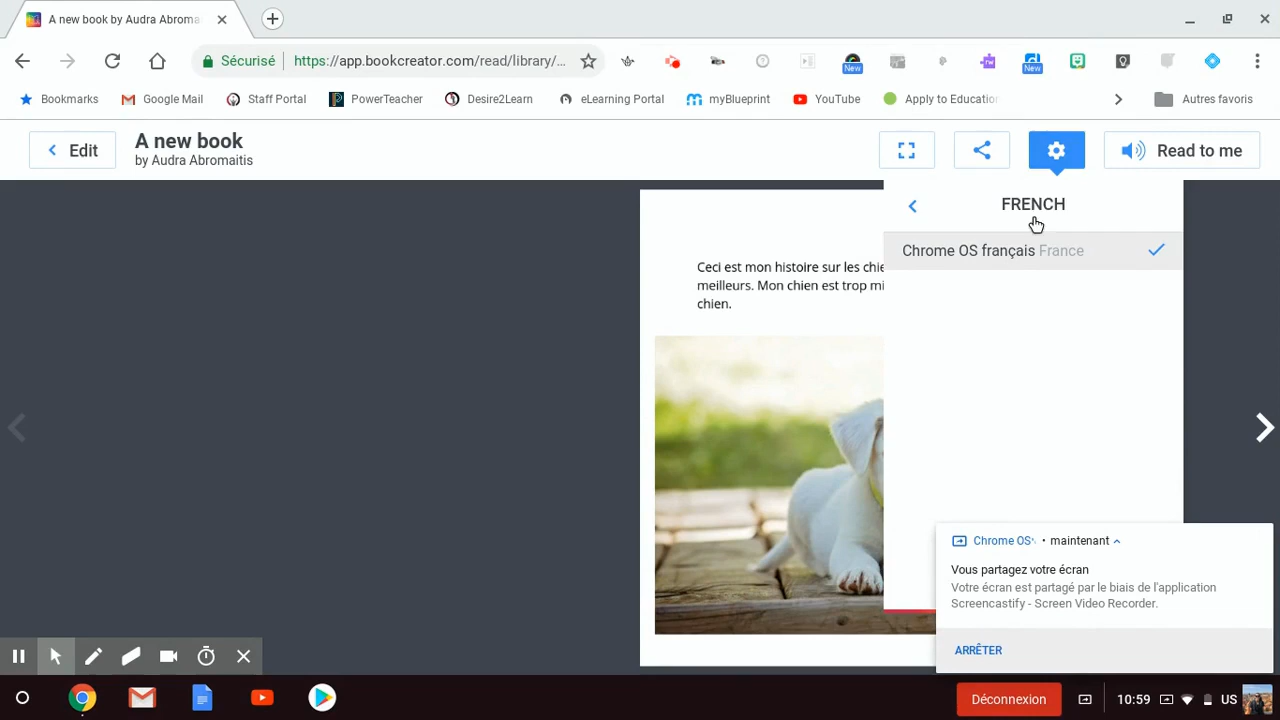 A new book by Audra Abroma
Sécurisé
https://app.bookcreator.com/read/library/...
New
New
Bookmarks
Google Mail
Staff Portal
PowerTeacher
Desire2Learn
eLearning Portal
myBlueprint
YouTube
Apply to Education
Autres favoris
Edit
A new book
by Audra Abromaitis
Read to me
FRENCH
Chrome OS français France
Ceci est mon histoire sur les chie
meilleurs. Mon chien est trop mi
chien.
Chrome OS • maintenant
Vous partagez votre écran
Votre écran est partagé par le biais de l'application
Screencastify - Screen Video Recorder.
ARRÊTER
Déconnexion
10:59
US